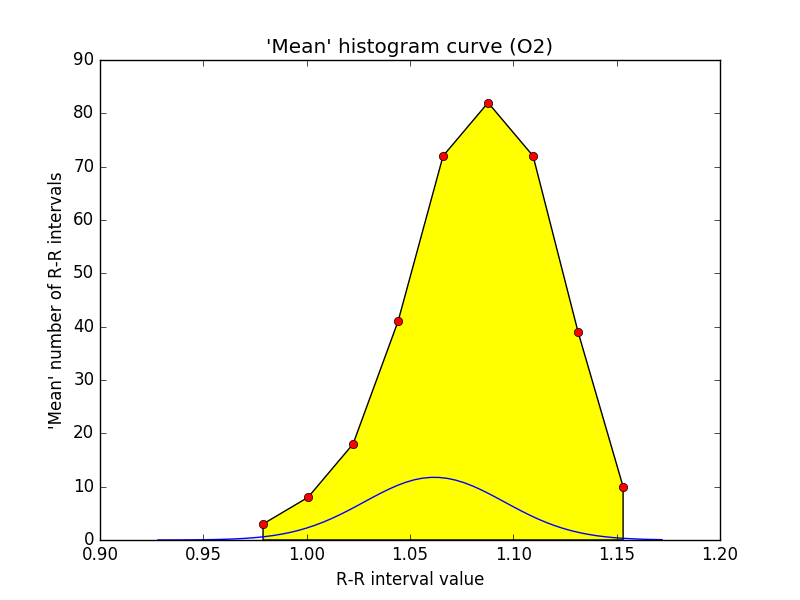 'Mean' histogram curve (O2)
90
80
70
60
50
40
30
20
10
0
'Mean' number of R-R intervals
0.90 0.95 1.00 1.05 1.10 1.15 1.20
R-R interval value